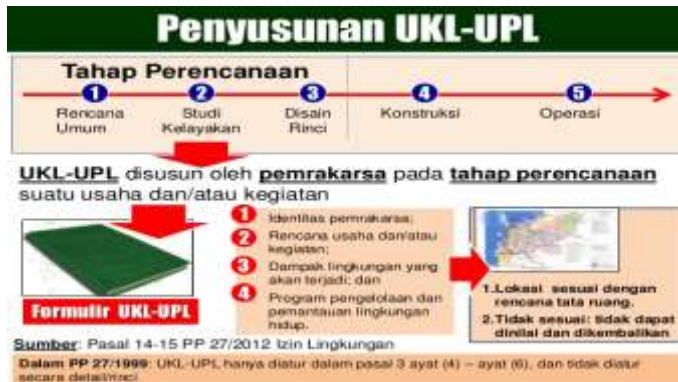 Penyusunan UKL-UPL
Tahap Perencanaan
1 2 3 4 5
Rencana Umum
Studi Kelayakan
Disain Rinci
Konstruksi
Operasi
UKL-UPL disusun oleh pemrakarsa pada tahap perencanaan
suatu usaha dan/atau kegiatan
Formulir UKL-UPL
1 Identitas pemrakarsa;
2 Rencana usaha dan/atau
kegiatan;
3 Dampak lingkungan yang
akan terjadi; dan
4 Program pengelolaan dan
pemantauan lingkungan
hidup.
1.Lokasi sesuai dengan
rencana tata ruang.
2.Tidak sesuai: tidak dapat
dinilai dan dikembalikan
Sumber: Pasal 14-15 PP 27/2012 Izin Lingkungan
Dalam PP 27/1999: UKL-UPL hanya diatur dalam pasal 3 ayat (4) – ayat (6), dan tidak diatur
secara detail/rinci